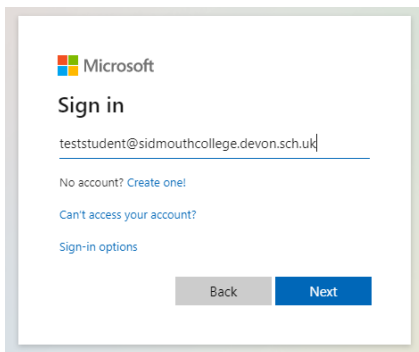 Microsoft
Sign in
teststudent@sidmouthcollege.devon.sch.uk
No account? Create one!
Can't access your account?
Sign-in options
Back Next